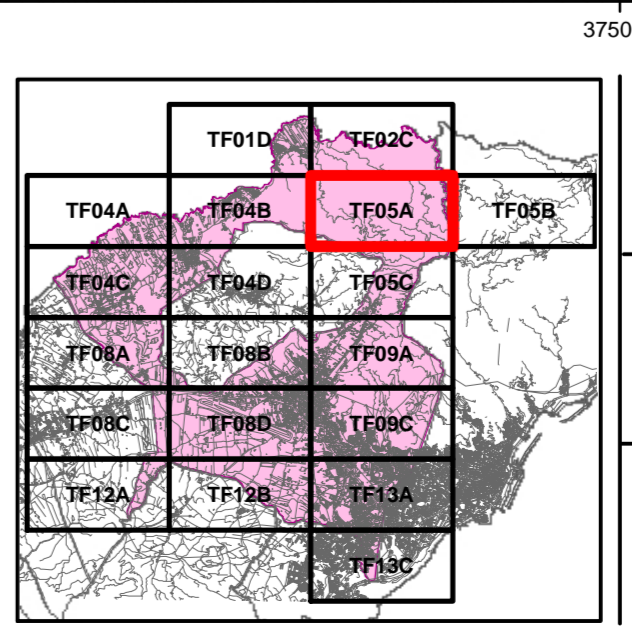 3750
TF01D TF02C
TF04A TF04B TF05A TF05B
TF04C TF04D TF05C
TF08A TF08B TF09A
TF08C TF08D TF09C
TF12A TF12B TF13A
TF13C